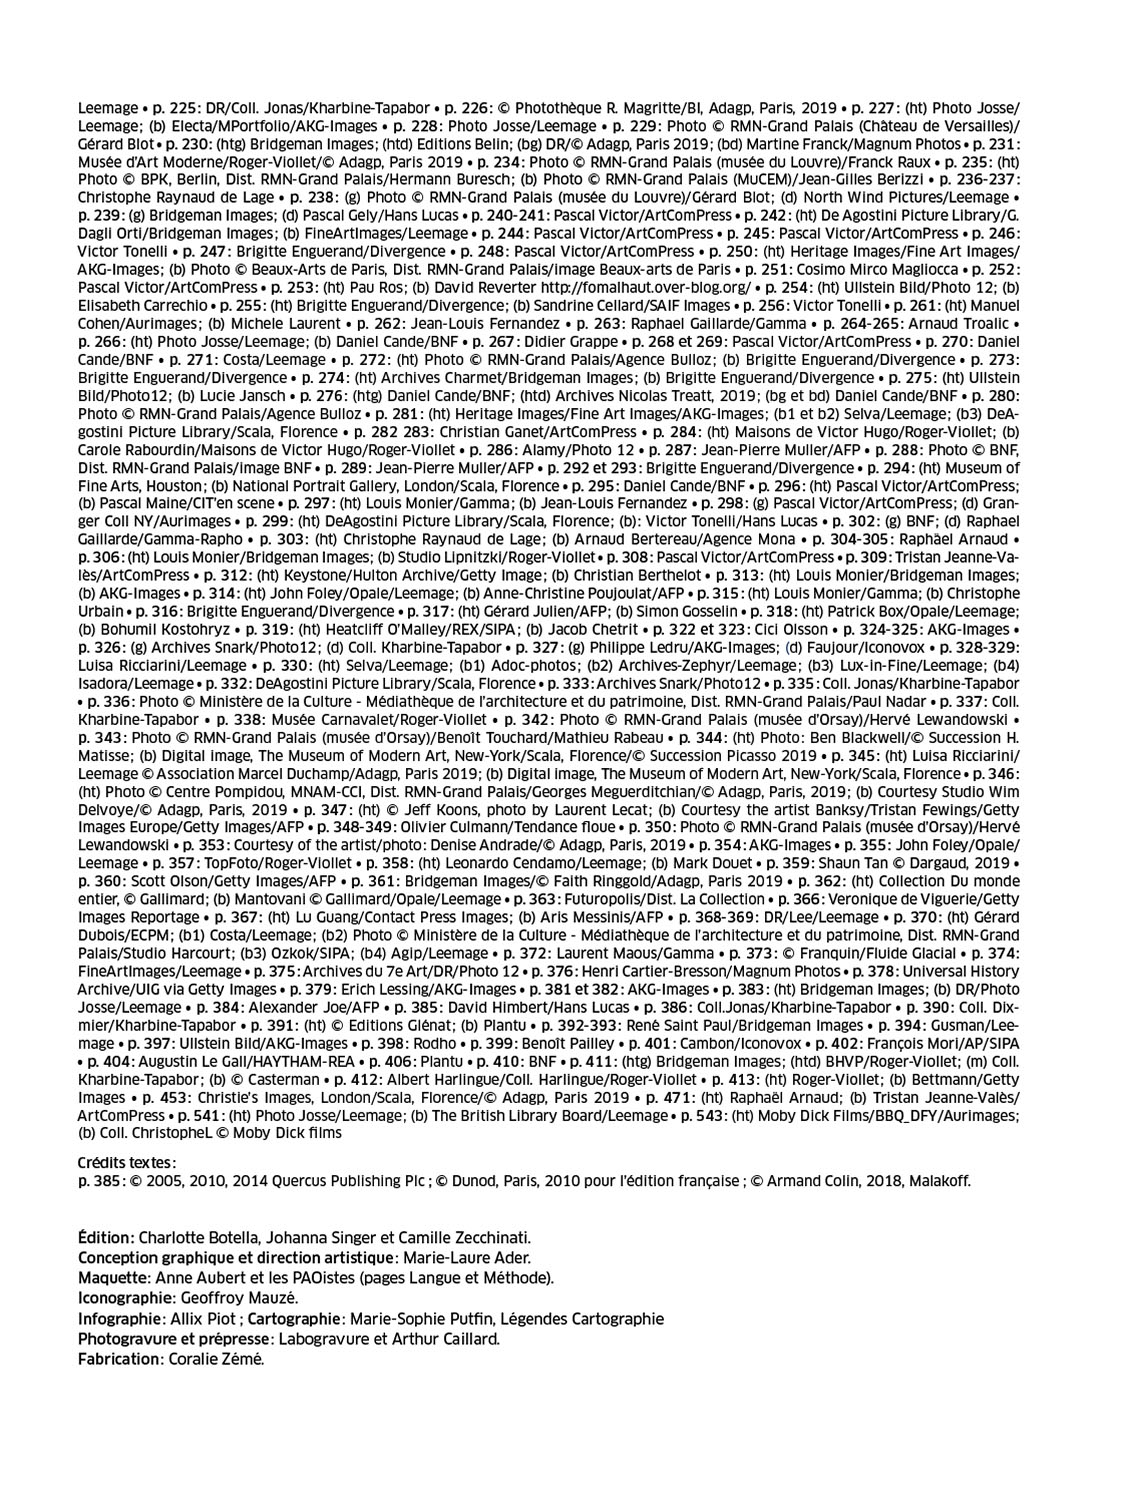 Leemage • p. 225: DR/Coll. Jonas/Kharbine-Tapabor • p. 226: © Photothèque R. Magritte/BI, Adagp, Paris, 2019 • p. 227: (ht) Photo Josse/
Leemage; (b) Electa/MPortfolio/AKG-Images • p. 228: Photo Josse/Leemage • p. 229: Photo © RMN-Grand Palais (Château de Versailles)/
Gérard Blot • p. 230: (htg) Bridgeman Images; (htd) Editions Belin; (bg) DR/© Adagp, Paris 2019; (bd) Martine Franck/Magnum Photos • p. 231:
Musée d'Art Moderne/Roger-Viollet/© Adagp, Paris 2019 • p. 234: Photo © RMN-Grand Palais (musée du Louvre)/Franck Raux • p. 235: (ht)
Photo © BPK, Berlin, Dist. RMN-Grand Palais/Hermann Buresch; (b) Photo © RMN-Grand Palais (MuCEM)/Jean-Gilles Berizzi • p. 236-237:
Christophe Raynaud de Lage • p. 238: (g) Photo © RMN-Grand Palais (musée du Louvre)/Gérard Blot; (d) North Wind Pictures/Leemage •
p. 239: (g) Bridgeman Images; (d) Pascal Gely/Hans Lucas • p. 240-241: Pascal Victor/ArtComPress • p. 242: (ht) De Agostini Picture Library/G.
Dagli Orti/Bridgeman Images; (b) FineArtImages/Leemage • p. 244: Pascal Victor/ArtComPress • p. 245: Pascal Victor/ArtComPress • p. 246:
Victor Tonelli • p. 247: Brigitte Enguerand/Divergence • p. 248: Pascal Victor/ArtComPress • p. 250: (ht) Heritage Images/Fine Art Images/
AKG-Images; (b) Photo © Beaux-Arts de Paris, Dist. RMN-Grand Palais/image Beaux-arts de Paris • p. 251: Cosimo Mirco Magliocca • p. 252:
Pascal Victor/ArtComPress • p. 253: (ht) Pau Ros; (b) David Reverter http://fomalhaut.over-blog.org/ • p. 254: (ht) Ullstein Bild/Photo 12; (b)
Elisabeth Carrechio • p. 255: (ht) Brigitte Enguerand/Divergence; (b) Sandrine Cellard/SAIF Images • p. 256: Victor Tonelli • p. 261: (ht) Manuel
Cohen/Aurimages; (b) Michele Laurent • p. 262: Jean-Louis Fernandez • p. 263: Raphael Gaillarde/Gamma • p. 264-265: Arnaud Troalic •
p. 266: (ht) Photo Josse/Leemage; (b) Daniel Cande/BNF • p. 267: Didier Grappe • p. 268 et 269: Pascal Victor/ArtComPress • p. 270: Daniel
Cande/BNF • p. 271: Costa/Leemage • p. 272: (ht) Photo © RMN-Grand Palais/Agence Bulloz; (b) Brigitte Enguerand/Divergence • p. 273:
Brigitte Enguerand/Divergence • p. 274: (ht) Archives Charmet/Bridgeman Images; (b) Brigitte Enguerand/Divergence • p. 275: (ht) Ullstein
Bild/Photo12; (b) Lucie Jansch • p. 276: (htg) Daniel Cande/BNF; (htd) Archives Nicolas Treatt, 2019; (bg et bd) Daniel Cande/BNF • p. 280:
Photo © RMN-Grand Palais/Agence Bulloz • p. 281: (ht) Heritage Images/Fine Art Images/AKG-Images; (b1 et b2) Selva/Leemage; (b3) DeA-
gostini Picture Library/Scala, Florence • p. 282 283: Christian Ganet/ArtComPress • p. 284: (ht) Maisons de Victor Hugo/Roger-Viollet; (b)
Carole Rabourdin/Maisons de Victor Hugo/Roger-Viollet • p. 286: Alamy/Photo 12 • p. 287: Jean-Pierre Muller/AFP • p. 288: Photo © BNF,
Dist. RMN-Grand Palais/image BNF • p. 289: Jean-Pierre Muller/AFP • p. 292 et 293: Brigitte Enguerand/Divergence • p. 294: (ht) Museum of
Fine Arts, Houston; (b) National Portrait Gallery, London/Scala, Florence • p. 295: Daniel Cande/BNF • p. 296: (ht) Pascal Victor/ArtComPress;
(b) Pascal Maine/CIT'en scene • p. 297: (ht) Louis Monier/Gamma; (b) Jean-Louis Fernandez • p. 298: (g) Pascal Victor/ArtComPress; (d) Gran-
ger Coll NY/Aurimages • p. 299: (ht) DeAgostini Picture Library/Scala, Florence; (b): Victor Tonelli/Hans Lucas • p. 302: (g) BNF; (d) Raphael
Gaillarde/Gamma-Rapho • p. 303: (ht) Christophe Raynaud de Lage; (b) Arnaud Bertereau/Agence Mona • p. 304-305: Raphäel Arnaud •
p. 306: (ht) Louis Monier/Bridgeman Images; (b) Studio Lipnitzki/Roger-Viollet • p. 308: Pascal Victor/ArtComPress • p. 309: Tristan Jeanne-Va-
lès/ArtComPress • p. 312: (ht) Keystone/Hulton Archive/Getty Image; (b) Christian Berthelot • p. 313: (ht) Louis Monier/Bridgeman Images;
(b) AKG-Images • p. 314: (ht) John Foley/Opale/Leemage; (b) Anne-Christine Poujoulat/AFP • p. 315: (ht) Louis Monier/Gamma; (b) Christophe
Urbain • p. 316: Brigitte Enguerand/Divergence • p. 317: (ht) Gérard Julien/AFP; (b) Simon Gosselin • p. 318: (ht) Patrick Box/Opale/Leemage;
(b) Bohumil Kostohryz • p. 319: (ht) Heatcliff O'Malley/REX/SIPA; (b) Jacob Chetrit • p. 322 et 323: Cici Olsson • p. 324-325: AKG-Images •
p. 326: (g) Archives Snark/Photo12; (d) Coll. Kharbine-Tapabor • p. 327: (g) Philippe Ledru/AKG-Images; (d) Faujour/Iconovox • p. 328-329:
Luisa Ricciarini/Leemage • p. 330: (ht) Selva/Leemage; (b1) Adoc-photos; (b2) Archives-Zephyr/Leemage; (b3) Lux-in-Fine/Leemage; (b4)
Isadora/Leemage • p. 332: DeAgostini Picture Library/Scala, Florence • p. 333: Archives Snark/Photo12 • p. 335: Coll. Jonas/Kharbine-Tapabor
• p. 336: Photo © Ministère de la Culture - Médiathèque de l'architecture et du patrimoine, Dist. RMN-Grand Palais/Paul Nadar • p. 337: Coll.
Kharbine-Tapabor • p. 338: Musée Carnavalet/Roger-Viollet • p. 342: Photo © RMN-Grand Palais (musée d'Orsay)/Hervé Lewandowski •
p. 343: Photo © RMN-Grand Palais (musée d'Orsay)/Benoît Touchard/Mathieu Rabeau • p. 344: (ht) Photo: Ben Blackwell/© Succession H.
Matisse; (b) Digital image, The Museum of Modern Art, New-York/Scala, Florence/© Succession Picasso 2019 • p. 345: (ht) Luisa Ricciarini/
Leemage © Association Marcel Duchamp/Adagp, Paris 2019; (b) Digital image, The Museum of Modern Art, New-York/Scala, Florence • p. 346:
(ht) Photo © Centre Pompidou, MNAM-CCI, Dist. RMN-Grand Palais/Georges Meguerditchian/© Adagp, Paris, 2019; (b) Courtesy Studio Wim
Delvoye/© Adagp, Paris, 2019 • p. 347: (ht) © Jeff Koons, photo by Laurent Lecat; (b) Courtesy the artist Banksy/Tristan Fewings/Getty
Images Europe/Getty Images/AFP • p. 348-349: Olivier Culmann/Tendance floue • p. 350: Photo © RMN-Grand Palais (musée d'Orsay)/Hervé
Lewandowski • p. 353: Courtesy of the artist/photo: Denise Andrade/© Adagp, Paris, 2019 • p. 354: AKG-Images • p. 355: John Foley/Opale/
Leemage • p. 357: TopFoto/Roger-Viollet • p. 358: (ht) Leonardo Cendamo/Leemage; (b) Mark Douet • p. 359: Shaun Tan © Dargaud, 2019 •
p. 360: Scott Olson/Getty Images/AFP • p. 361: Bridgeman Images/© Faith Ringgold/Adagp, Paris 2019 • p. 362: (ht) Collection Du monde
entier, © Gallimard; (b) Mantovani © Gallimard/Opale/Leemage • p. 363: Futuropolis/Dist. La Collection • p. 366: Veronique de Viguerie/Getty
Images Reportage • p. 367: (ht) Lu Guang/Contact Press Images; (b) Aris Messinis/AFP • p. 368-369: DR/Lee/Leemage • p. 370: (ht) Gérard
Dubois/ECPM; (b1) Costa/Leemage; (b2) Photo © Ministère de la Culture - Médiathèque de l'architecture et du patrimoine, Dist. RMN-Grand
Palais/Studio Harcourt; (b3) Ozkok/SIPA; (b4) Agip/Leemage • p. 372: Laurent Maous/Gamma • p. 373: © Franquin/Fluide Glacial • p. 374:
FineArtImages/Leemage • p. 375: Archives du 7e Art/DR/Photo 12 • p. 376: Henri Cartier-Bresson/Magnum Photos • p. 378: Universal History
Archive/UIG via Getty Images • p. 379: Erich Lessing/AKG-Images • p. 381 et 382: AKG-Images • p. 383: (ht) Bridgeman Images; (b) DR/Photo
Josse/Leemage • p. 384: Alexander Joe/AFP • p. 385: David Himbert/Hans Lucas • p. 386: Coll.Jonas/Kharbine-Tapabor • p. 390: Coll. Dix-
mier/Kharbine-Tapabor • p. 391: (ht) © Editions Glénat; (b) Plantu • p. 392-393: René Saint Paul/Bridgeman Images • p. 394: Gusman/Lee-
mage • p. 397: Ullstein Bild/AKG-Images • p. 398: Rodho • p. 399: Benoît Pailley • p. 401: Cambon/Iconovox • p. 402: François Mori/AP/SIPA
• p. 404: Augustin Le Gall/HAYTHAM-REA • p. 406: Plantu • p. 410: BNF • p. 411: (htg) Bridgeman Images; (htd) BHVP/Roger-Viollet; (m) Coll.
Kharbine-Tapabor; (b) © Casterman • p. 412: Albert Harlingue/Coll. Harlingue/Roger-Viollet • p. 413: (ht) Roger-Viollet; (b) Bettmann/Getty
Images • p. 453: Christie's Images, London/Scala, Florence/© Adagp, Paris 2019 • p. 471: (ht) Raphaël Arnaud; (b) Tristan Jeanne-Valès/
ArtComPress • p. 541: (ht) Photo Josse/Leemage; (b) The British Library Board/Leemage • p. 543: (ht) Moby Dick Films/BBQ_DFY/Aurimages;
(b) Coll. ChristopheL © Moby Dick films
Crédits textes:
p. 385: © 2005, 2010, 2014 Quercus Publishing Plc ; © Dunod, Paris, 2010 pour l'édition française ; © Armand Colin, 2018, Malakoff.
Édition: Charlotte Botella, Johanna Singer et Camille Zecchinati.
Conception graphique et direction artistique: Marie-Laure Ader.
Maquette: Anne Aubert et les PAOistes (pages Langue et Méthode).
Iconographie: Geoffroy Mauzé.
Infographie: Allix Piot ; Cartographie: Marie-Sophie Putfin, Légendes Cartographie
Photogravure et prépresse: Labogravure et Arthur Caillard.
Fabrication: Coralie Zémé.